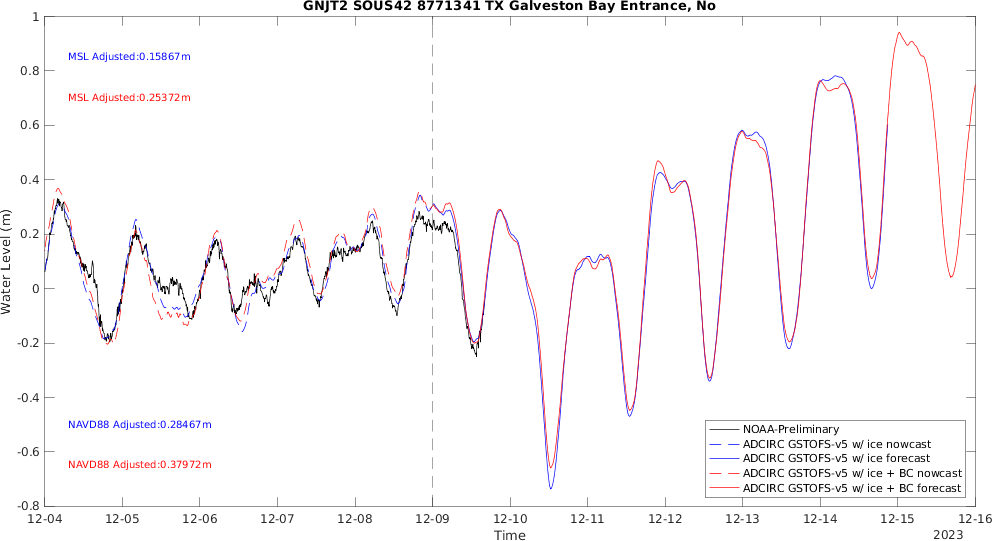 GNJT2 SOUS42 8771341 TX Galveston Bay Entrance, No
MSL Adjusted:0.15867m
MSL Adjusted:0.25372m
NAVD88 Adjusted:0.28467m
NAVD88 Adjusted:0.37972m
Water Level (m)
1
0.8
0.6
0.4
0.2
0
-0.2
-0.4
-0.6
-0.8
NOAA-Preliminary
ADCIRC GSTOFS-v5 w/ ice nowcast
ADCIRC GSTOFS-v5 w/ ice forecast
ADCIRC GSTOFS-v5 w/ ice + BC nowcast
ADCIRC GSTOFS-v5 w/ ice + BC forecast
12-04 12-05 12-06 12-07 12-08 12-09 12-10 12-11 12-12 12-13 12-14 12-15 12-16
Time
2023